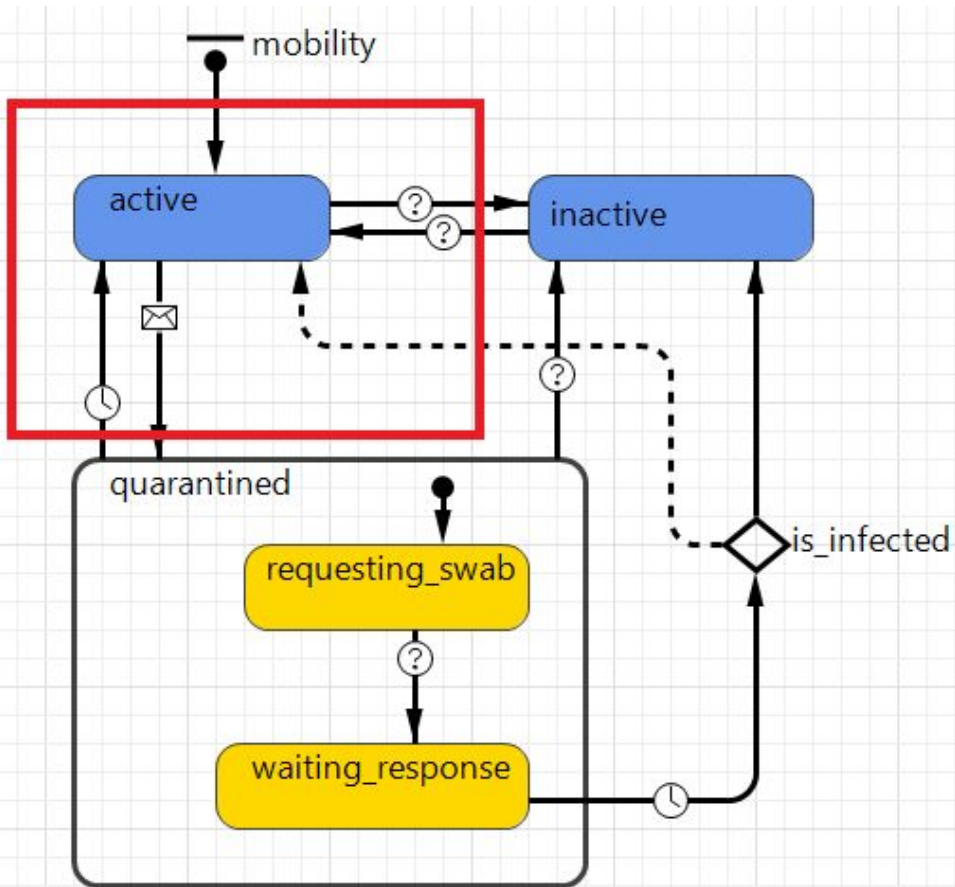 mobility
active
inactive
quarantined
is_infected
requesting_swab
waiting_response